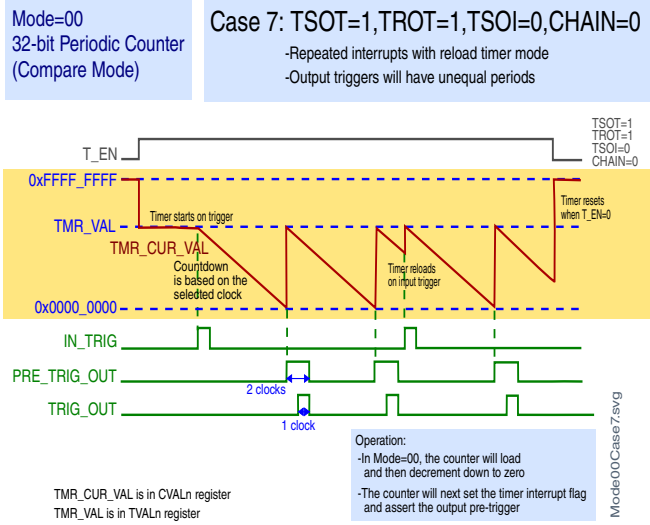 Mode=00
32-bit Periodic Counter
(Compare Mode)
Case 7: TSOT=1,TROT=1,TSOI=0,CHAIN=0
-Repeated interrupts with reload timer mode
-Output triggers will have unequal periods
TSOT=1
TROT=1
TSOI=0
CHAIN=0
T_EN
0xFFFF_FFFF
Timer resets
when T_EN=0
Timer starts on trigger
TMR_VAL
TMR_CUR_VAL
Countdown
is based on the
selected clock
Timer reloads
on input trigger
0x0000_0000
IN_TRIG
PRE_TRIG_OUT
2 clocks
TRIG_OUT
1 clock
Operation:
-In Mode=00, the counter will load
and then decrement down to zero
-The counter will next set the timer interrupt flag
and assert the output pre-trigger
TMR_CUR_VAL is in CVALn register
TMR_VAL is in TVALn register
Mode00Case7.svg